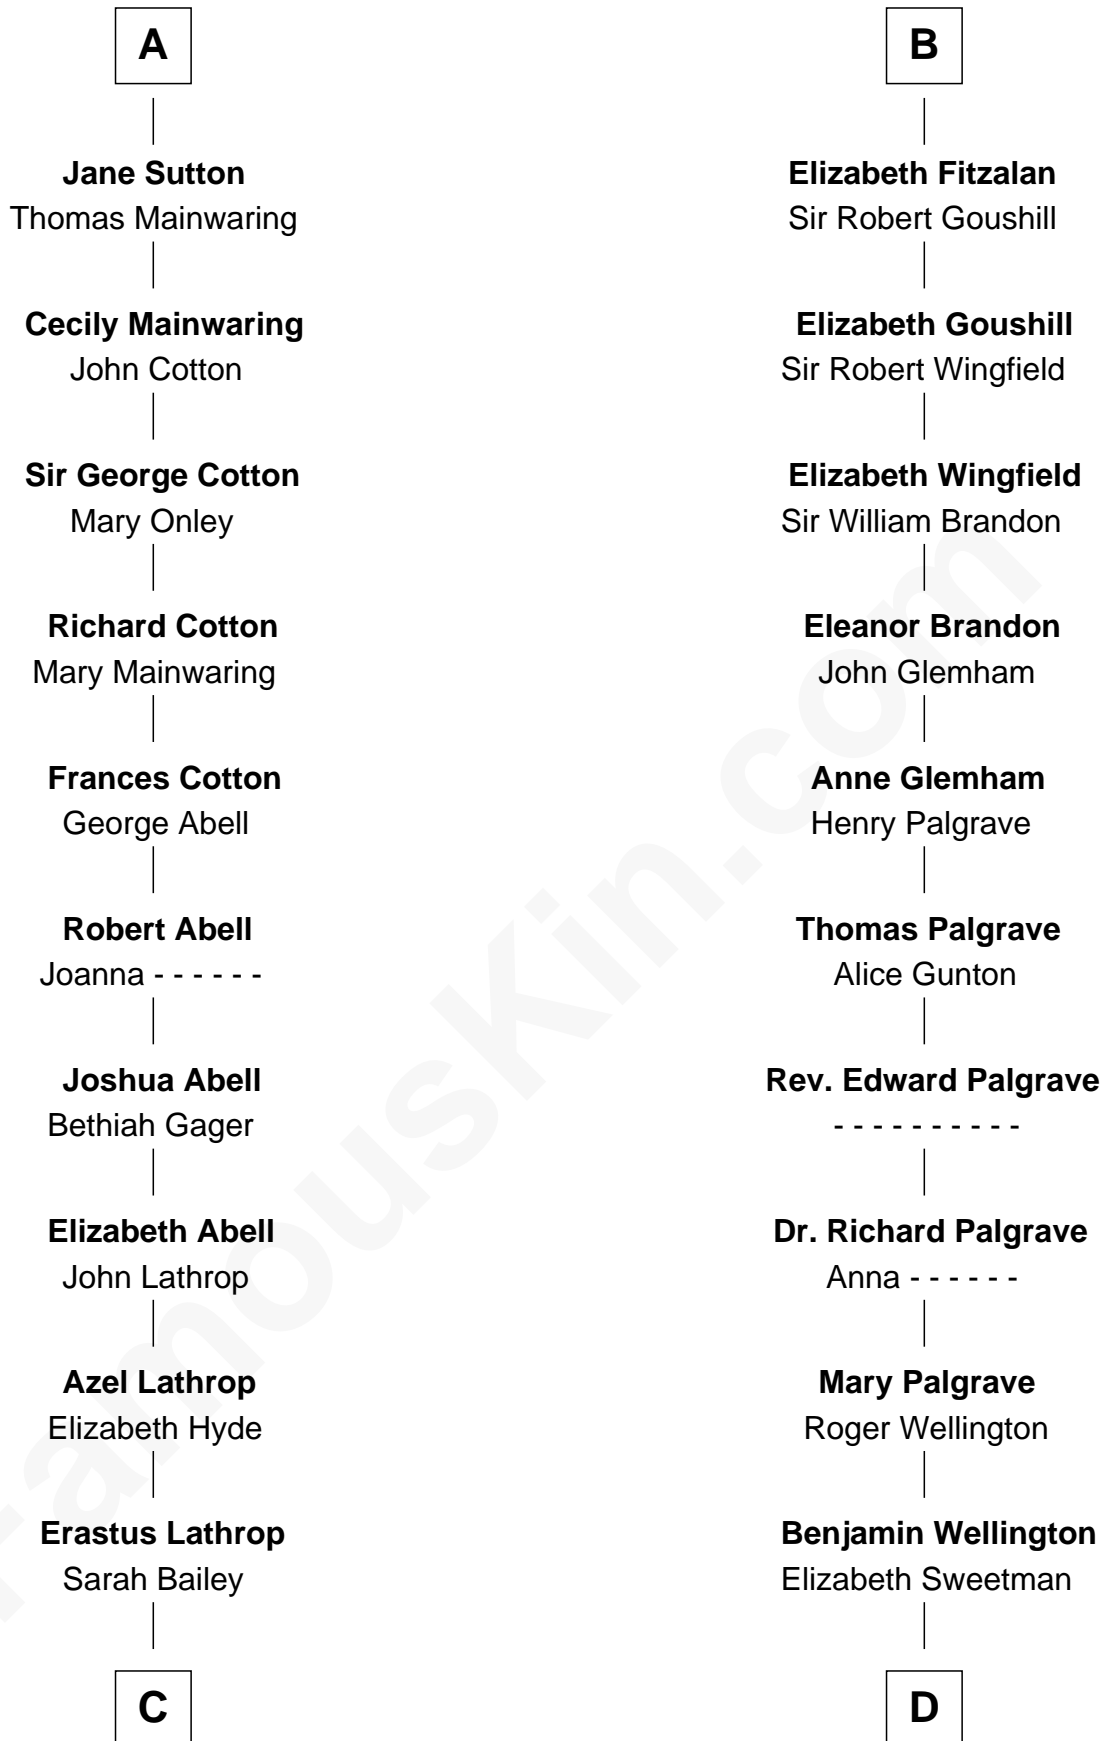 A
Jane Sutton
Thomas Mainwaring
Cecily Mainwaring
John Cotton
Sir George Cotton
Mary Onley
Richard Cotton
Mary Mainwaring
Frances Cotton
George Abell
Robert Abell
Joanna - - - - - -
Joshua Abell
Bethiah Gager
Elizabeth Abell
John Lathrop
Azel Lathrop
Elizabeth Hyde
Erastus Lathrop
Sarah Bailey
C
B
Elizabeth Fitzalan
Sir Robert Goushill
Elizabeth Goushill
Sir Robert Wingfield
Elizabeth Wingfield
Sir William Brandon
Eleanor Brandon
John Glemham
Anne Glemham
Henry Palgrave
Thomas Palgrave
Alice Gunton
Rev. Edward Palgrave
- - - - - - - - - -
Dr. Richard Palgrave
Anna - - - - - -
Mary Palgrave
Roger Wellington
Benjamin Wellington
Elizabeth Sweetman
D
FamousKin.com